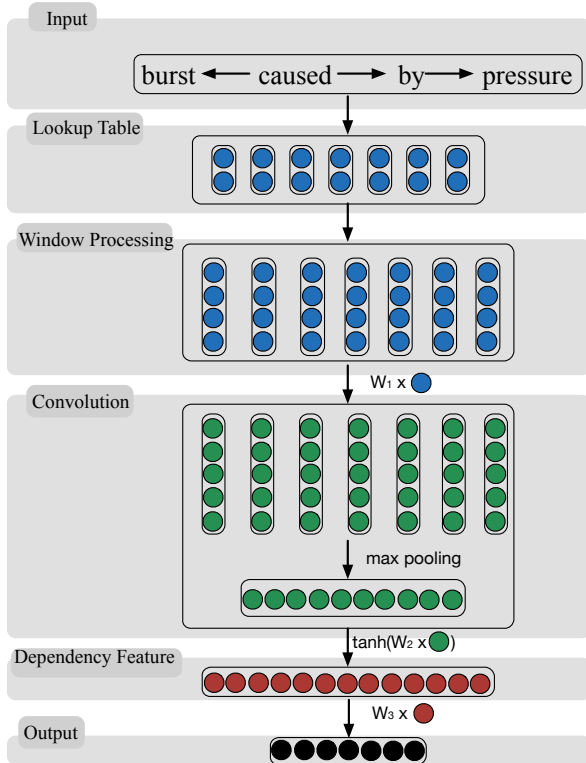 Input
burst caused by pressure
Lookup Table
Window Processing
W1 x
Convolution
max pooling
tanh(W2 x )
Dependency Feature
W3 x
Output